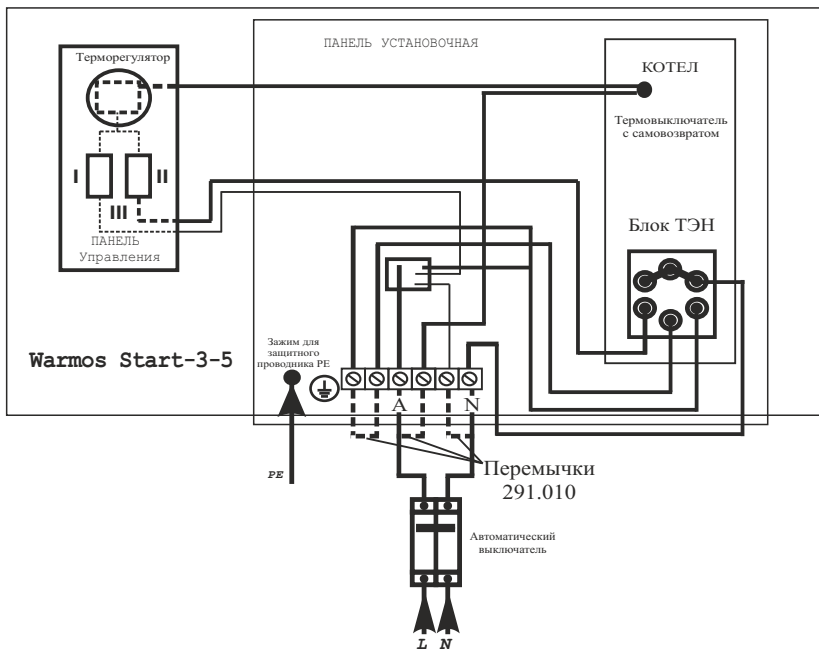 ПАНЕЛЬ УСТАНОВОЧНАЯ
Терморегулятор
КОТЕЛ
Термовыключатель
с самовозвратом
I
II
III
ПАНЕЛЬ
Управления
Блок ТЭН
Warmos Start-3-5
Зажим для
защитного
проводника PE
A
N
PE
Перемычки
291.010
Автоматический
выключатель
L
N